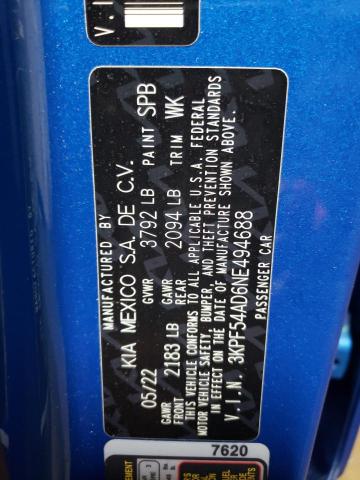 V.I
MANUFACTURED BY
KIA MEXICO S.A. DE C.V.
05/22 GVWR 3792 LB PAINT SPB
GAWR FRONT 2183 LB GAWR REAR 2094 LB TRIM WK
THIS VEHICLE CONFORMS TO ALL APPLICABLE U.S.A. FEDERAL
MOTOR VEHICLE SAFETY, BUMPER, AND THEFT PREVENTION STANDARDS
IN EFFECT ON THE DATE OF MANUFACTURE SHOWN ABOVE.
V.I.N. 3KPF54AD6NE494688
PASSENGER CAR
7620